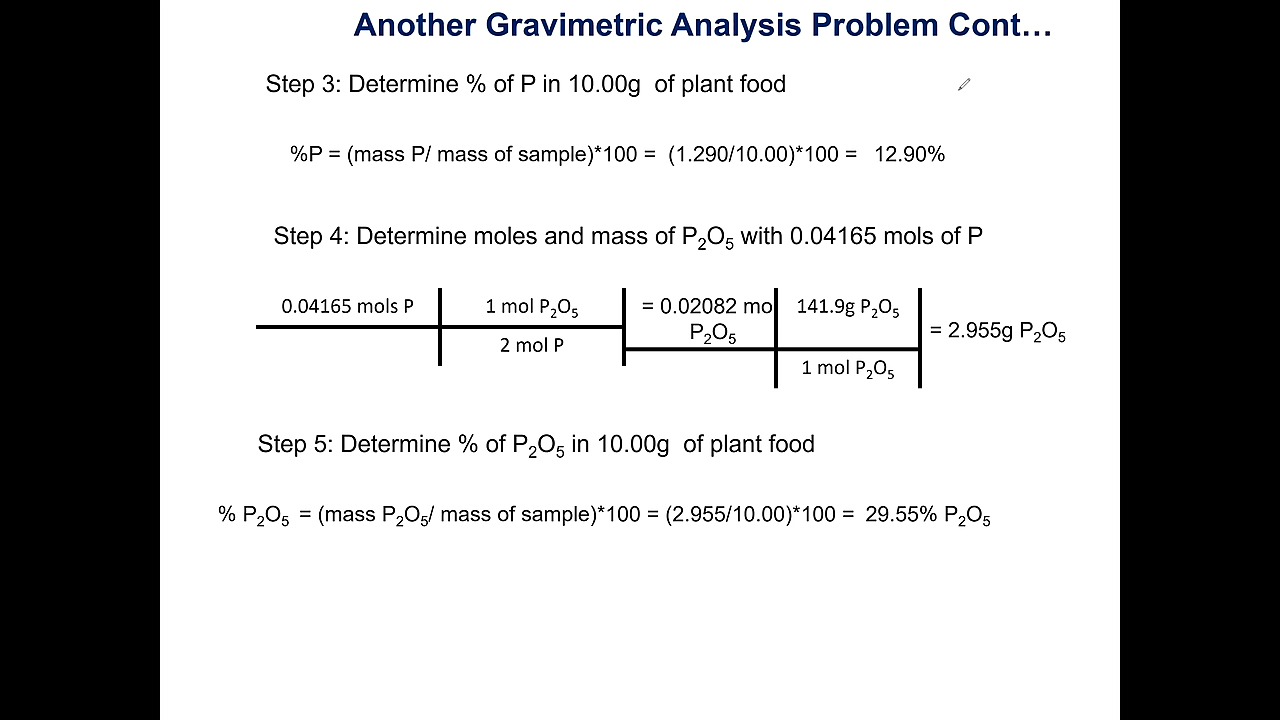 Another Gravimetric Analysis Problem Cont…
Step 3: Determine % of P in 10.00g of plant food
%P = (mass P/ mass of sample)*100 = (1.290/10.00)*100 = 12.90%
Step 4: Determine moles and mass of P₂O₅ with 0.04165 mols of P
0.04165 mols P
1 mol P₂O₅
2 mol P
= 0.02082 mo
P₂O₅
141.9g P₂O₅
1 mol P₂O₅
= 2.955g P₂O₅
Step 5: Determine % of P₂O₅ in 10.00g of plant food
% P₂O₅ = (mass P₂O₅/ mass of sample)*100 = (2.955/10.00)*100 = 29.55% P₂O₅